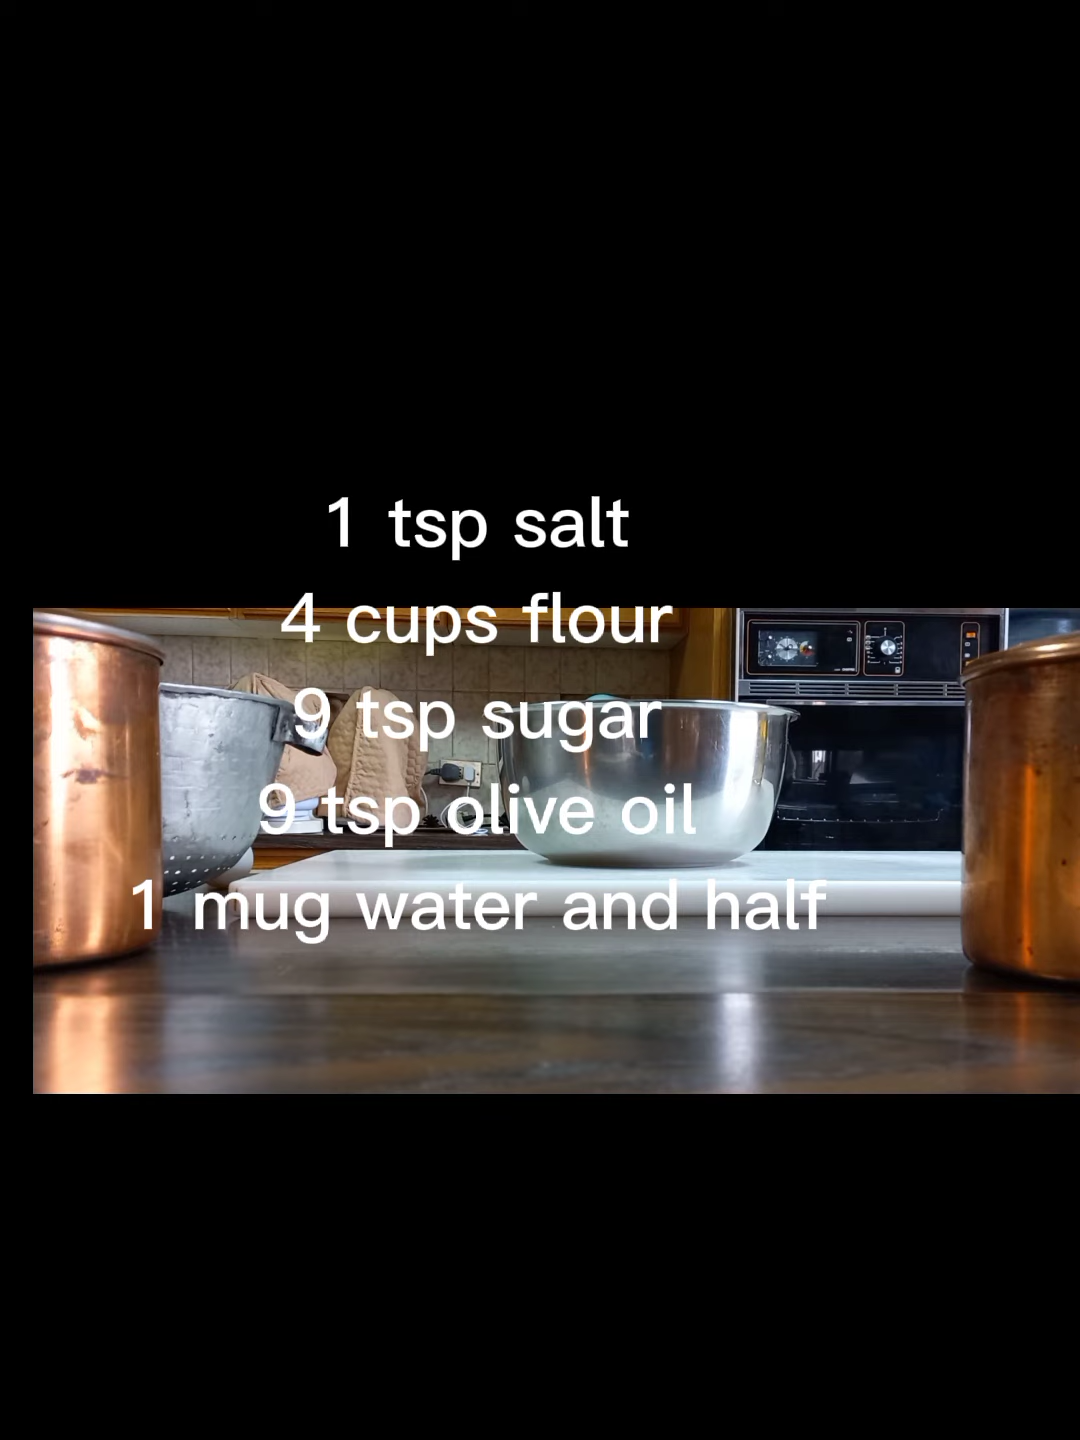 1 tsp salt
4 cups flour
9 tsp sugar
9 tsp olive oil
1 mug water and half